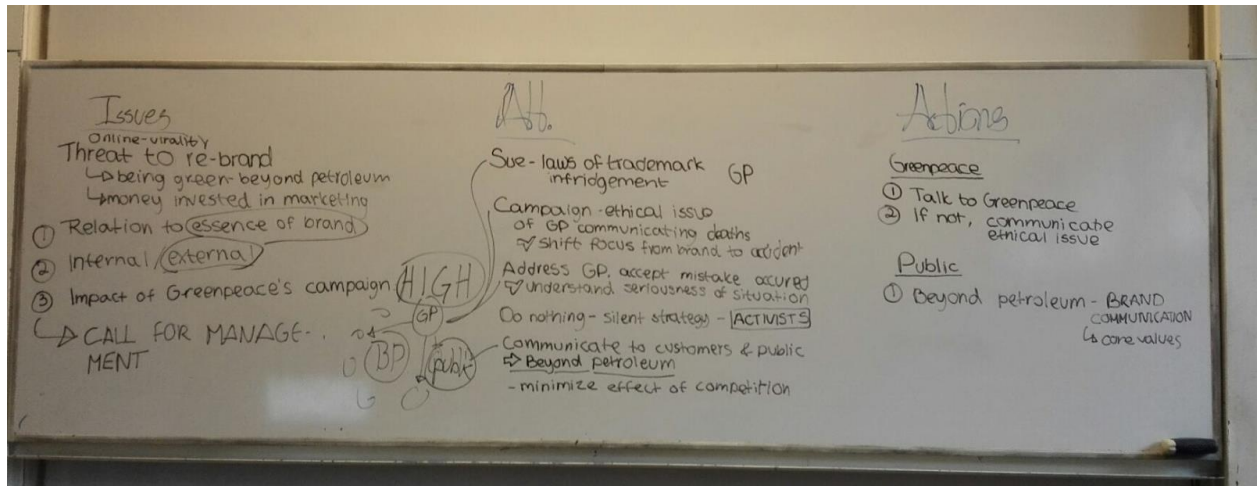 Issues
Online-virality
Threat to re-brand
↳ being green-beyond petroleum
↳ money invested in marketing
① Relation to essence of brand
② Internal/external
③ Impact of Greenpeace's campaign HIGH
↳ CALL FOR MANAGE-
MENT
GP
BP
public
Alt.
Sue - laws of trademark
infridgement GP
Campaign - ethical issue
of GP communicating deaths
↳ shift focus from brand to accident
Address GP, accept mistake accured
↳ understand seriousness of situation
Do nothing - silent strategy - ACTIVISTS
Communicate to customers & public
⇨ Beyond petroleum
- minimize effect of competition
Actions
Greenpeace
① Talk to Greenpeace
② If not, communicate
ethical issue
Public
① Beyond petroleum - BRAND
COMMUNICATION
↳ core values